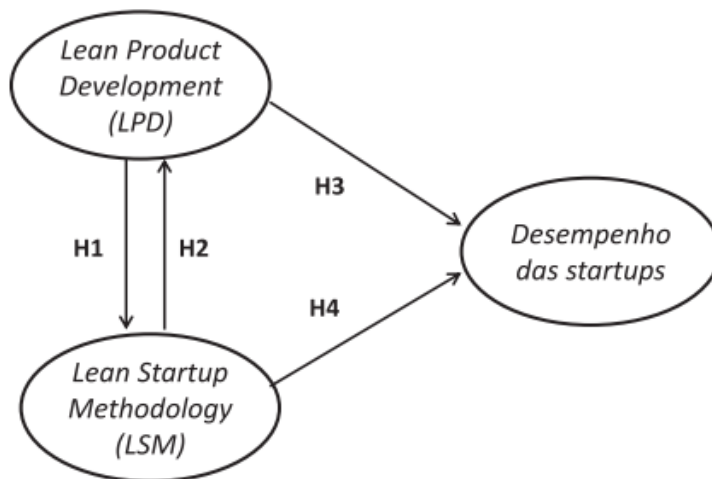 Lean Product
Development
(LPD)
H3
Desempenho
das startups
H1
H2
H4
Lean Startup
Methodology
(LSM)